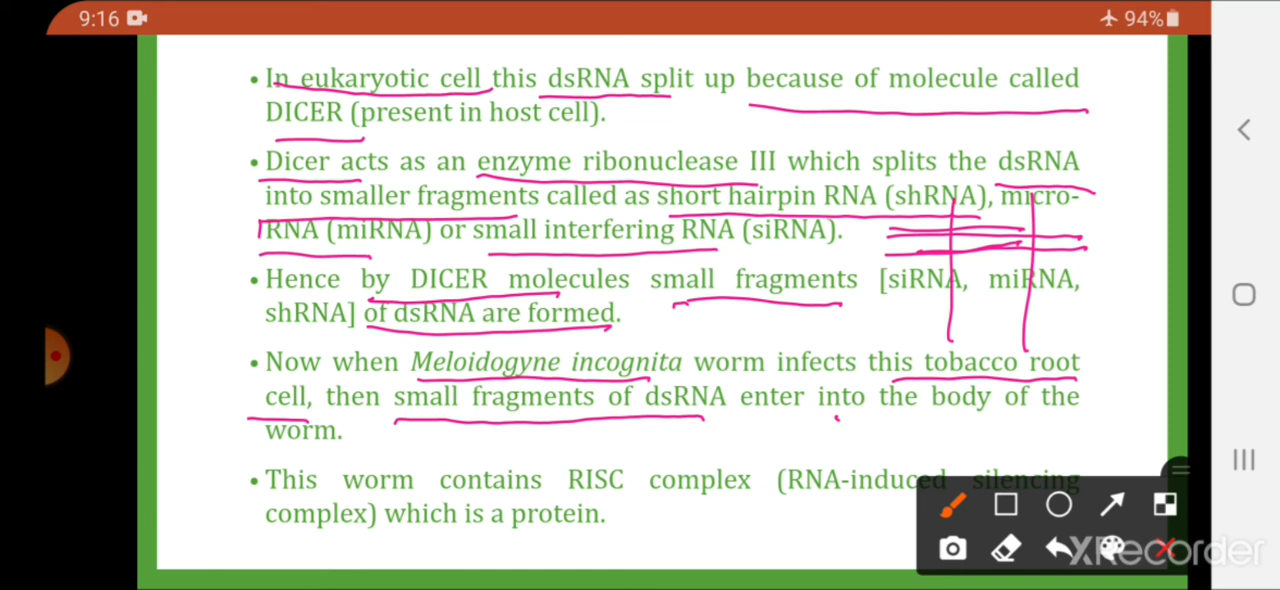 9:16
94%
• In eukaryotic cell this dsRNA split up because of molecule called
DICER (present in host cell).
• Dicer acts as an enzyme ribonuclease III which splits the dsRNA
into smaller fragments called as short hairpin RNA (shRNA), micro-
RNA (miRNA) or small interfering RNA (siRNA).
• Hence by DICER molecules small fragments [siRNA, miRNA,
shRNA] of dsRNA are formed.
• Now when Meloidogyne incognita worm infects this tobacco root
cell, then small fragments of dsRNA enter into the body of the
worm.
• This worm contains RISC complex (RNA-induced silencing
complex) which is a protein.
XRecorder